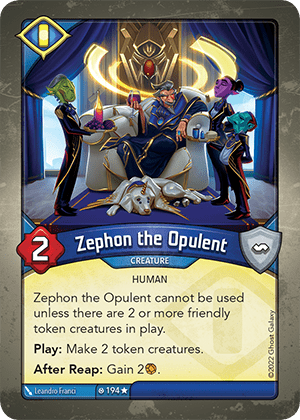 Zephon the Opulent
2
CREATURE
HUMAN
Zephon the Opulent cannot be used
unless there are 2 or more friendly
token creatures in play.
Play: Make 2 token creatures.
After Reap: Gain 2
©2022 Ghost Galaxy
Leandro Franci
194